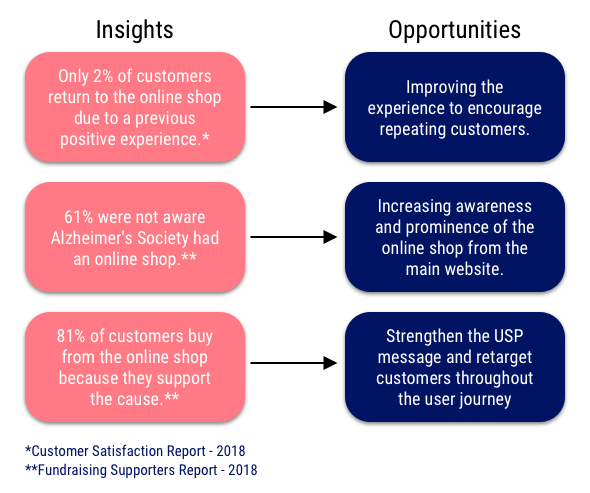 Insights
Opportunities
Only 2% of customers
return to the online shop
due to a previous
positive experience.*
Improving the
experience to encourage
repeating customers.
61% were not aware
Alzheimer's Society had
an online shop.**
Increasing awareness
and prominence of the
online shop from the
main website.
81% of customers buy
from the online shop
because they support
the cause.**
Strengthen the USP
message and retarget
customers throughout
the user journey
*Customer Satisfaction Report - 2018
**Fundraising Supporters Report - 2018